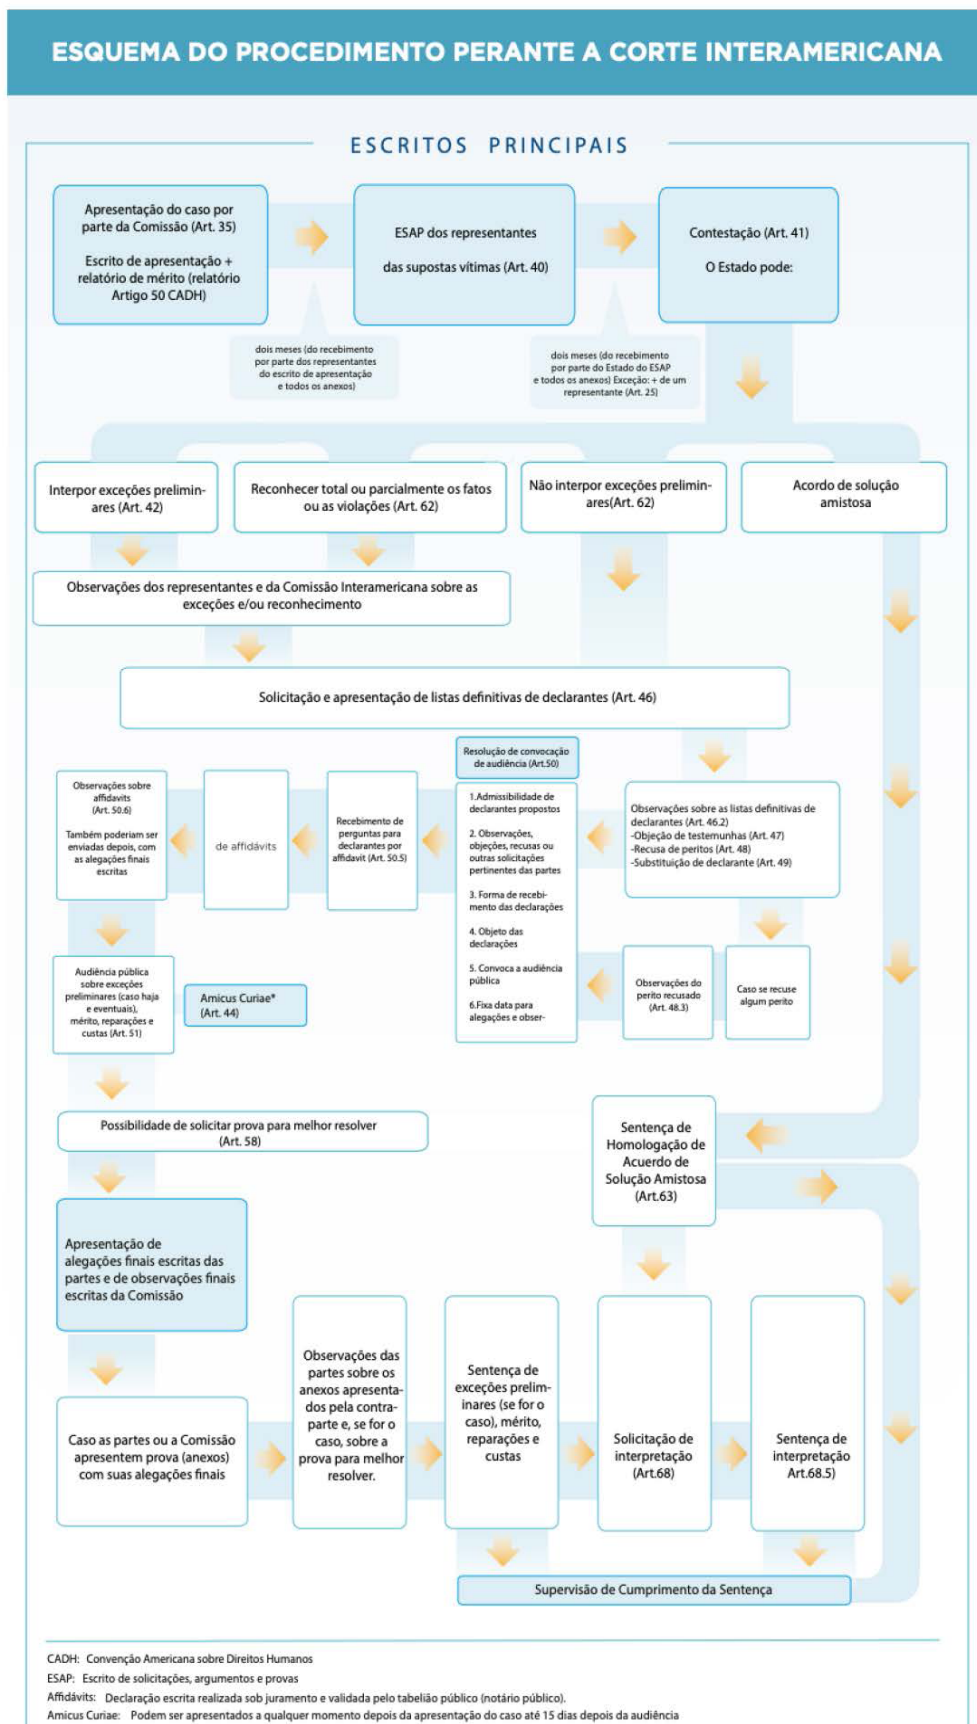 ESQUEMA DO PROCEDIMENTO PERANTE A CORTE INTERAMERICANA
ESCRITOS PRINCIPAIS
Apresentação do caso por
parte da Comissão (Art. 35)
Escrito de apresentação +
relatório de mérito (relatório
Artigo 50 CADH)
ESAP dos representantes
das supostas vítimas (Art. 40)
Contestação (Art. 41)
O Estado pode:
dois meses (do recebimento
por parte dos representantes
do escrito de apresentação
e todos os anexos)
dois meses (do recebimento
por parte do Estado do ESAP
e todos os anexos) Exceção: + de um
representante (Art. 25)
Interpor exceções prelimin-
ares (Art. 42)
Reconhecer total ou parcialmente os fatos
ou as violações (Art. 62)
Não interpor exceções prelimin-
ares(Art. 62)
Acordo de solução
amistosa
Observações dos representantes e da Comissão Interamericana sobre as
exceções e/ou reconhecimento
Solicitação e apresentação de listas definitivas de declarantes (Art. 46)
Observações sobre as listas definitivas de
declarantes (Art. 46.2)
-Objeção de testemunhas (Art. 47)
-Recusa de peritos (Art. 48)
-Substituição de declarante (Art. 49)
Caso se recuse
algum perito
Observações do
perito recusado
(Art. 48.3)
Resolução de convocação
de audiência (Art.50)
1.Admissibilidade de
declarantes propostos
2. Observações,
objeções, recusas ou
outras solicitações
pertinentes das partes
3. Forma de recebi-
mento das declarações
4. Objeto das
declarações
5. Convoca a audiência
pública
6.Fixa data para
alegações e obser-
Recebimento de
perguntas para
declarantes por
affidavit (Art. 50.5)
de affidávits
Observações sobre
affidavits
(Art. 50.6)
Também poderiam ser
enviadas depois, com
as alegações finais
escritas
Audiência pública
sobre exceções
preliminares (caso haja
e eventuais),
mérito, reparações e
custas (Art. 51)
Amicus Curiae*
(Art. 44)
Possibilidade de solicitar prova para melhor resolver
(Art. 58)
Sentença de
Homologação de
Acuerdo de
Solução Amistosa
(Art.63)
Apresentação de
alegações finais escritas das
partes e de observações finais
escritas da Comissão
Caso as partes ou a Comissão
apresentem prova (anexos)
com suas alegações finais
Observações das
partes sobre os
anexos apresenta-
dos pela contra-
parte e, se for o
caso, sobre a
prova para melhor
resolver.
Sentença de
exceções prelim-
inares (se for o
caso), mérito,
reparações e
custas
Solicitação de
interpretação
(Art.68)
Sentença de
interpretação
Art.68.5)
Supervisão de Cumprimento da Sentença
CADH: Convenção Americana sobre Direitos Humanos
ESAP: Escrito de solicitações, argumentos e provas
Affidávits: Declaração escrita realizada sob juramento e validada pelo tabelião público (notário público).
Amicus Curiae: Podem ser apresentados a qualquer momento depois da apresentação do caso até 15 dias depois da audiência